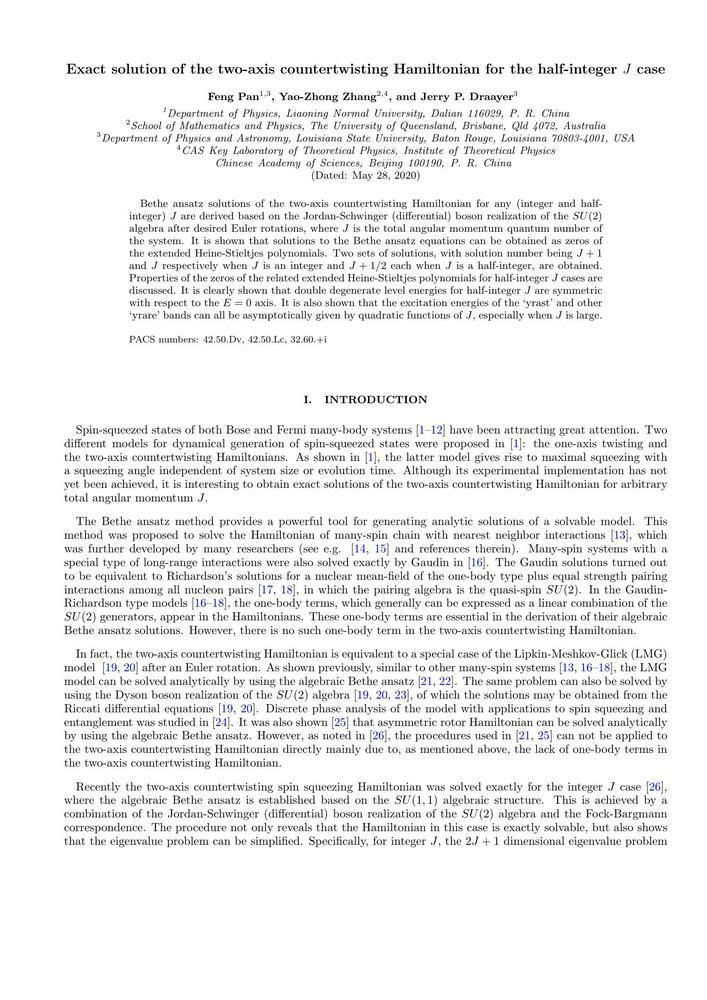 Exact solution of the two-axis countertwisting Hamiltonian for the half-integer J case
Feng Pan1,3, Yao-Zhong Zhang2,4, and Jerry P. Draayer3
1Department of Physics, Liaoning Normal University, Dalian 116029, P. R. China
2School of Mathematics and Physics, The University of Queensland, Brisbane, Qld 4072, Australia
3Department of Physics and Astronomy, Louisiana State University, Baton Rouge, Louisiana 70803-4001, USA
4CAS Key Laboratory of Theoretical Physics, Institute of Theoretical Physics
Chinese Academy of Sciences, Beijing 100190, P. R. China
(Dated: May 28, 2020)
Bethe ansatz solutions of the two-axis countertwisting Hamiltonian for any (integer and half-
integer) J are derived based on the Jordan-Schwinger (differential) boson realization of the SU(2)
algebra after desired Euler rotations, where J is the total angular momentum quantum number of
the system. It is shown that solutions to the Bethe ansatz equations can be obtained as zeros of
the extended Heine-Stieltjes polynomials. Two sets of solutions, with solution number being J + 1
and J respectively when J is an integer and J + 1/2 each when J is a half-integer, are obtained.
Properties of the zeros of the related extended Heine-Stieltjes polynomials for half-integer J cases are
discussed. It is clearly shown that double degenerate level energies for half-integer J are symmetric
with respect to the E = 0 axis. It is also shown that the excitation energies of the ‘yrast’ and other
‘yrare’ bands can all be asymptotically given by quadratic functions of J, especially when J is large.
PACS numbers: 42.50.Dv, 42.50.Lc, 32.60.+i
I. INTRODUCTION
Spin-squeezed states of both Bose and Fermi many-body systems [1–12] have been attracting great attention. Two
different models for dynamical generation of spin-squeezed states were proposed in [1]: the one-axis twisting and
the two-axis countertwisting Hamiltonians. As shown in [1], the latter model gives rise to maximal squeezing with
a squeezing angle independent of system size or evolution time. Although its experimental implementation has not
yet been achieved, it is interesting to obtain exact solutions of the two-axis countertwisting Hamiltonian for arbitrary
total angular momentum J.
The Bethe ansatz method provides a powerful tool for generating analytic solutions of a solvable model. This
method was proposed to solve the Hamiltonian of many-spin chain with nearest neighbor interactions [13], which
was further developed by many researchers (see e.g. [14, 15] and references therein). Many-spin systems with a
special type of long-range interactions were also solved exactly by Gaudin in [16]. The Gaudin solutions turned out
to be equivalent to Richardson’s solutions for a nuclear mean-field of the one-body type plus equal strength pairing
interactions among all nucleon pairs [17, 18], in which the pairing algebra is the quasi-spin SU(2). In the Gaudin-
Richardson type models [16–18], the one-body terms, which generally can be expressed as a linear combination of the
SU(2) generators, appear in the Hamiltonians. These one-body terms are essential in the derivation of their algebraic
Bethe ansatz solutions. However, there is no such one-body term in the two-axis countertwisting Hamiltonian.
In fact, the two-axis countertwisting Hamiltonian is equivalent to a special case of the Lipkin-Meshkov-Glick (LMG)
model [19, 20] after an Euler rotation. As shown previously, similar to other many-spin systems [13, 16–18], the LMG
model can be solved analytically by using the algebraic Bethe ansatz [21, 22]. The same problem can also be solved by
using the Dyson boson realization of the SU(2) algebra [19, 20, 23], of which the solutions may be obtained from the
Riccati differential equations [19, 20]. Discrete phase analysis of the model with applications to spin squeezing and
entanglement was studied in [24]. It was also shown [25] that asymmetric rotor Hamiltonian can be solved analytically
by using the algebraic Bethe ansatz. However, as noted in [26], the procedures used in [21, 25] can not be applied to
the two-axis countertwisting Hamiltonian directly mainly due to, as mentioned above, the lack of one-body terms in
the two-axis countertwisting Hamiltonian.
Recently the two-axis countertwisting spin squeezing Hamiltonian was solved exactly for the integer J case [26],
where the algebraic Bethe ansatz is established based on the SU(1, 1) algebraic structure. This is achieved by a
combination of the Jordan-Schwinger (differential) boson realization of the SU(2) algebra and the Fock-Bargmann
correspondence. The procedure not only reveals that the Hamiltonian in this case is exactly solvable, but also shows
that the eigenvalue problem can be simplified. Specifically, for integer J, the 2J + 1 dimensional eigenvalue problem